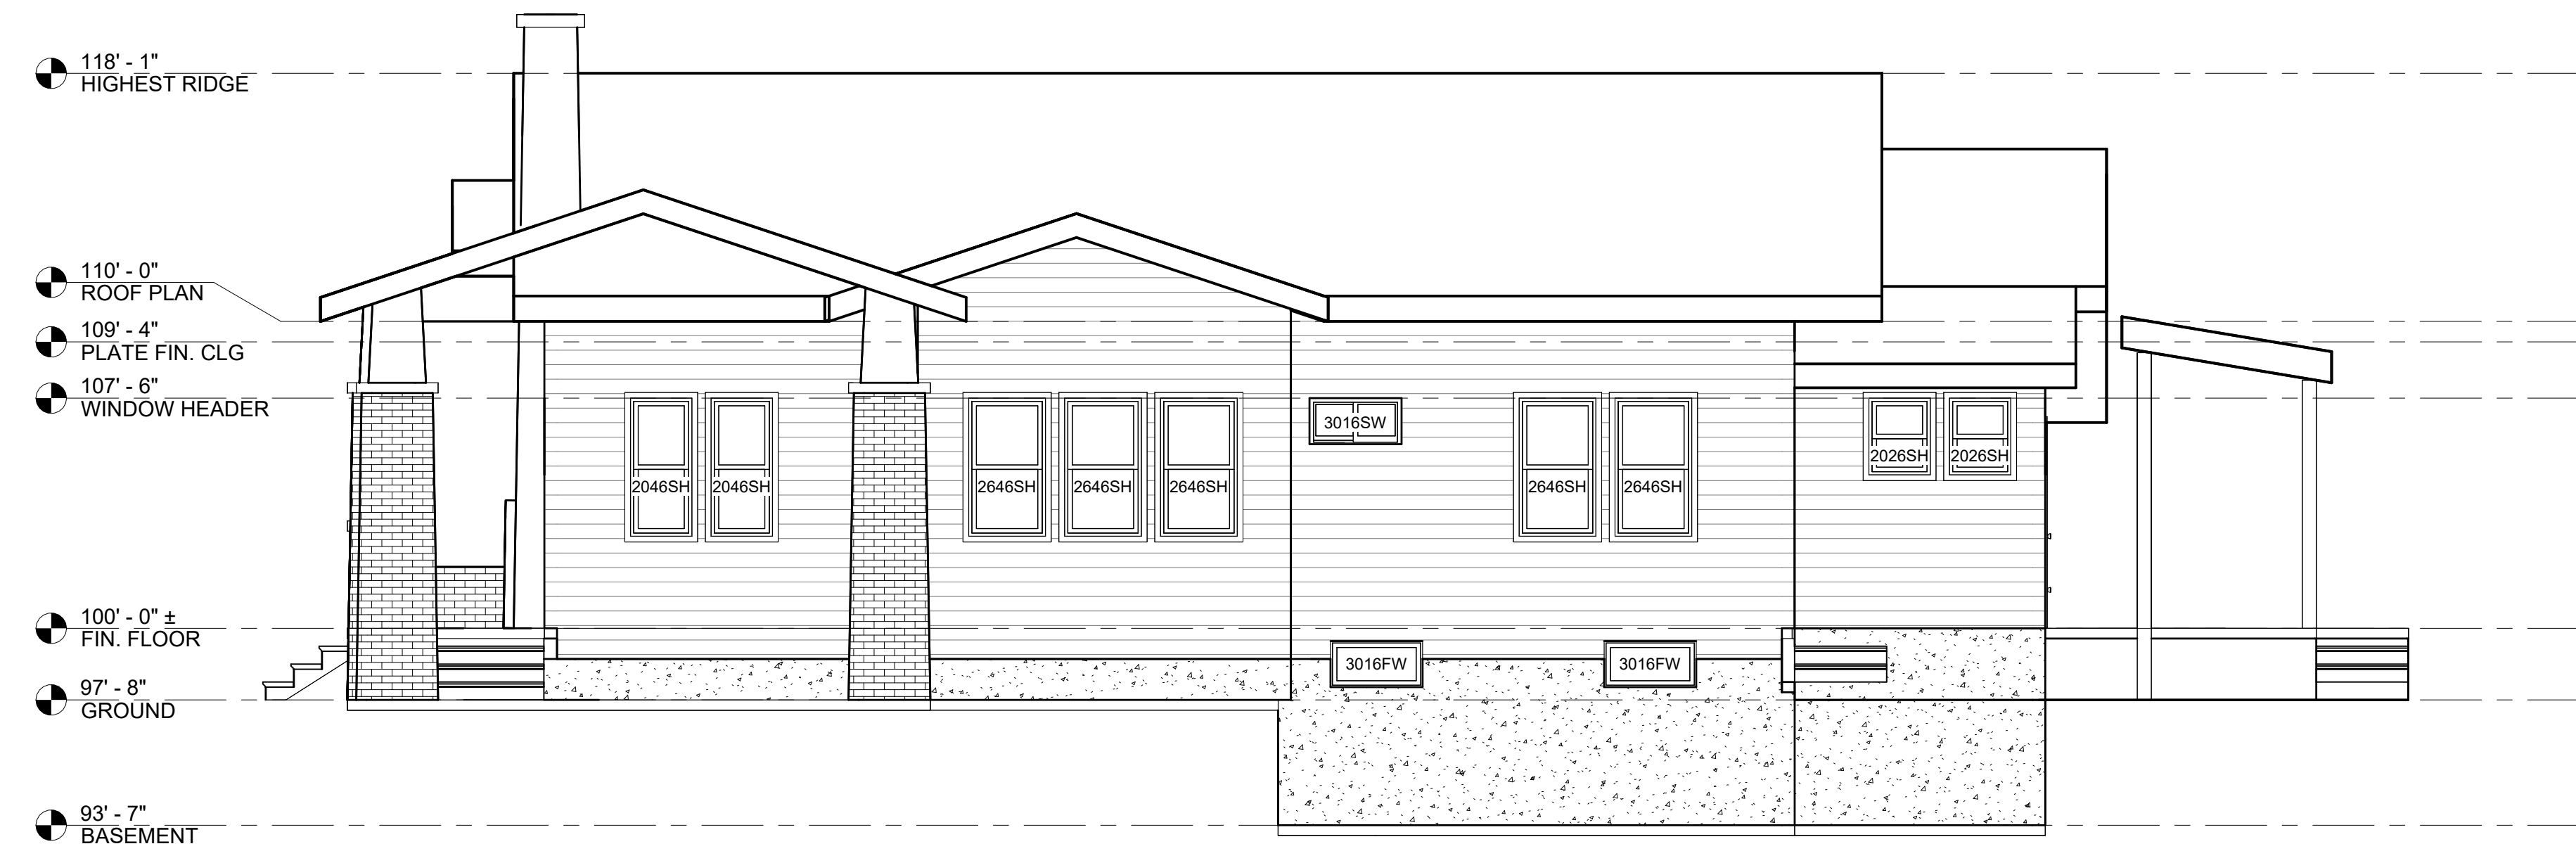 118' - 1"
HIGHEST RIDGE
110' - 0"
ROOF PLAN
109' - 4"
PLATE FIN. CLG
107' - 6"
WINDOW HEADER
3016SW
2026SH 2026SH
2046SH 2046SH 2646SH 2646SH 2646SH 2646SH 2646SH
100' - 0" ±
FIN. FLOOR
3016FW 3016FW
97' - 8"
GROUND
93' - 7"
BASEMENT